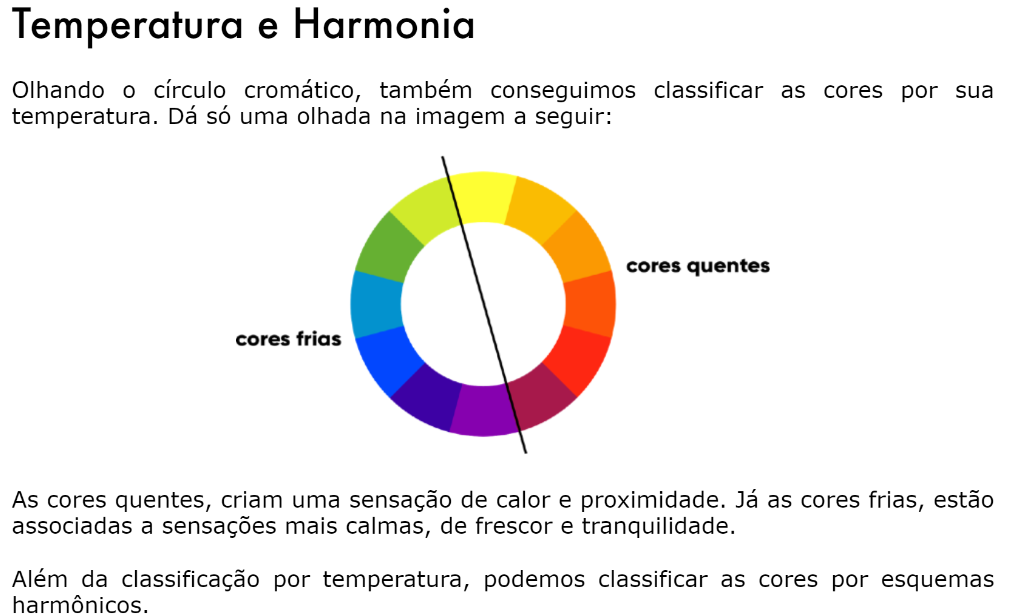 Temperatura e Harmonia
Olhando o círculo cromático, também conseguimos classificar as cores por sua
temperatura. Dá só uma olhada na imagem a seguir:
cores quentes
cores frias
As cores quentes, criam uma sensação de calor e proximidade. Já as cores frias, estão
associadas a sensações mais calmas, de frescor e tranquilidade.
Além da classificação por temperatura, podemos classificar as cores por esquemas
harmônicos.